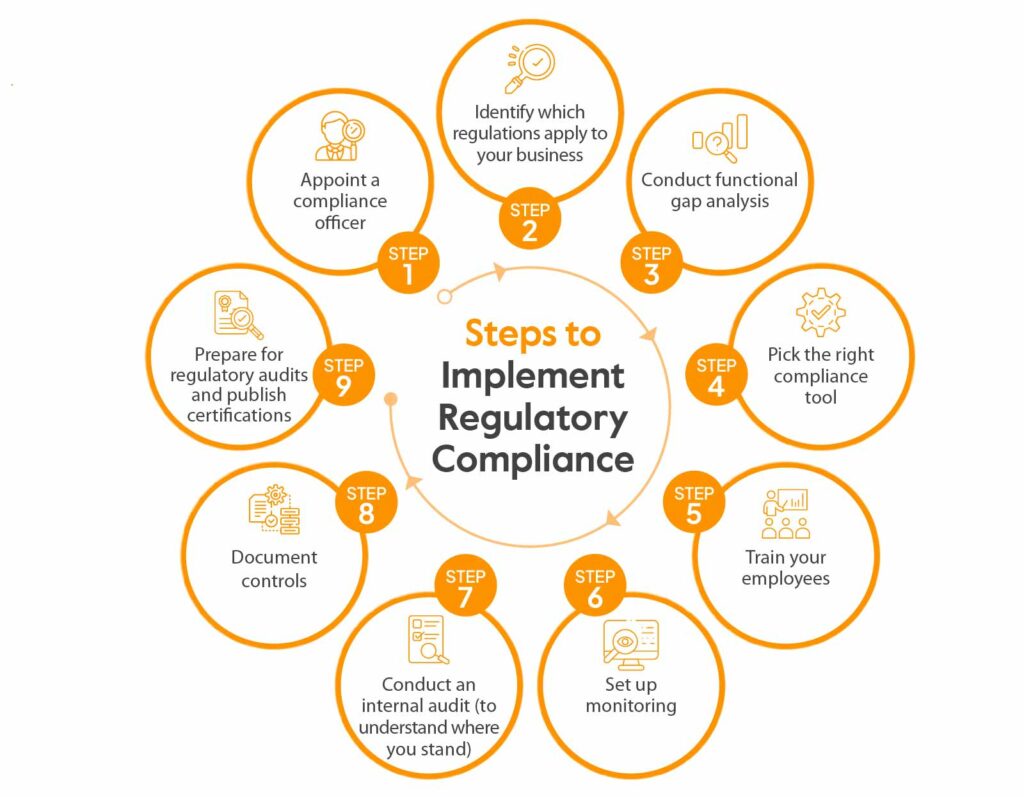 Steps to
Implement
Regulatory
Compliance
STEP
1
Appoint a
compliance
officer
STEP
2
Identify which
regulations apply to
your business
STEP
3
Conduct functional
gap analysis
STEP
4
Pick the right
compliance
tool
STEP
5
Train your
employees
STEP
6
Set up
monitoring
STEP
7
Conduct an
internal audit (to
understand where
you stand)
STEP
8
Document
controls
STEP
9
Prepare for
regulatory audits
and publish
certifications